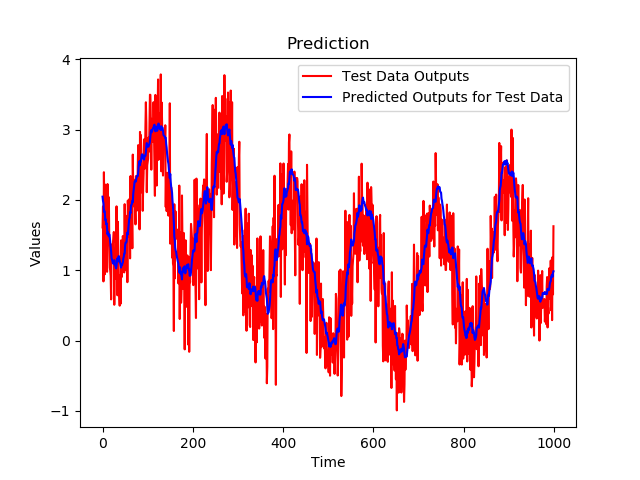 Prediction
Test Data Outputs
Predicted Outputs for Test Data
Values
4
3
2
1
0
−1
0 200 400 600 800 1000
Time